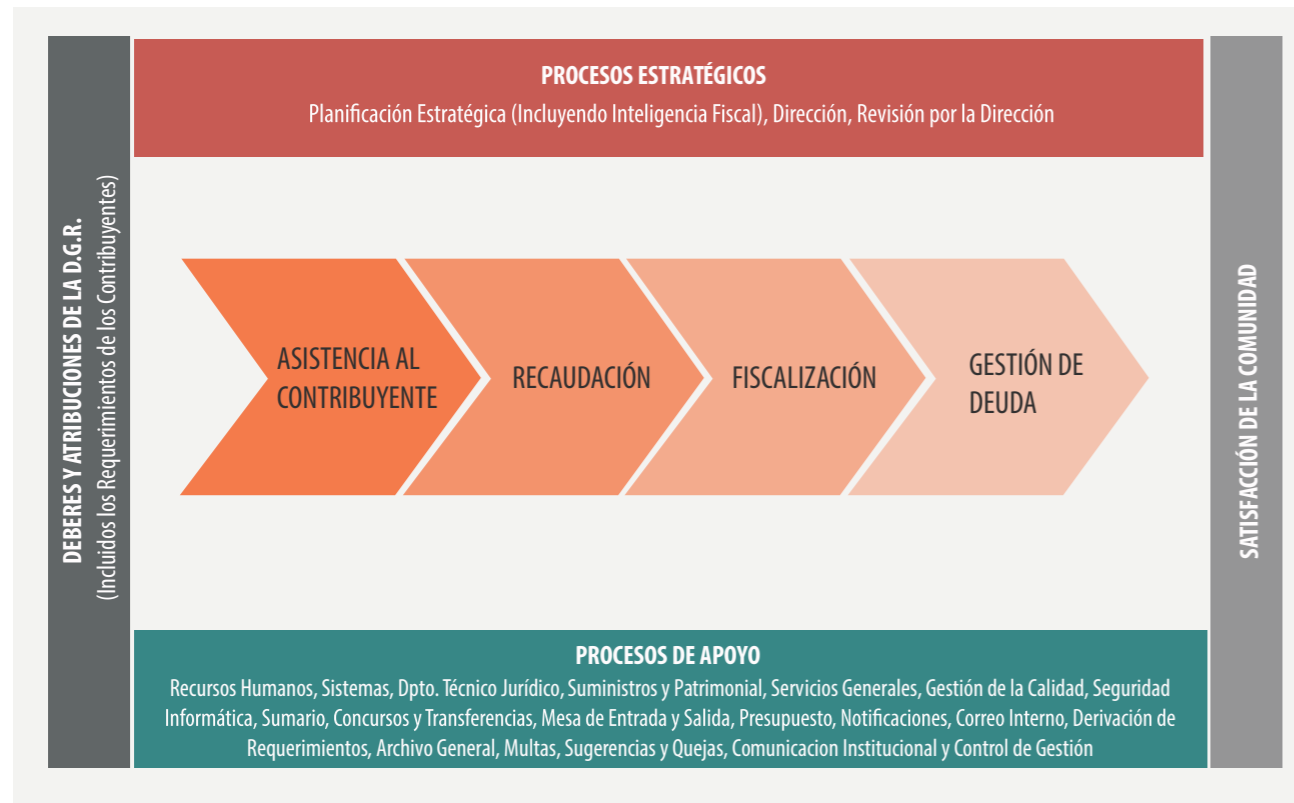 DEBERES Y ATRIBUCIONES DE LA D.G.R.
(Incluidos los Requerimientos de los Contribuyentes)
PROCESOS ESTRATÉGICOS
Planificación Estratégica (Incluyendo Inteligencia Fiscal), Dirección, Revisión por la Dirección
ASISTENCIA AL
CONTRIBUYENTE
RECAUDACIÓN
FISCALIZACIÓN
GESTIÓN DE
DEUDA
PROCESOS DE APOYO
Recursos Humanos, Sistemas, Dpto. Técnico Jurídico, Suministros y Patrimonial, Servicios Generales, Gestión de la Calidad, Seguridad
Informática, Sumario, Concursos y Transferencias, Mesa de Entrada y Salida, Presupuesto, Notificaciones, Correo Interno, Derivación de
Requerimientos, Archivo General, Multas, Sugerencias y Quejas, Comunicacion Institucional y Control de Gestión
SATISFACCIÓN DE LA COMUNIDAD